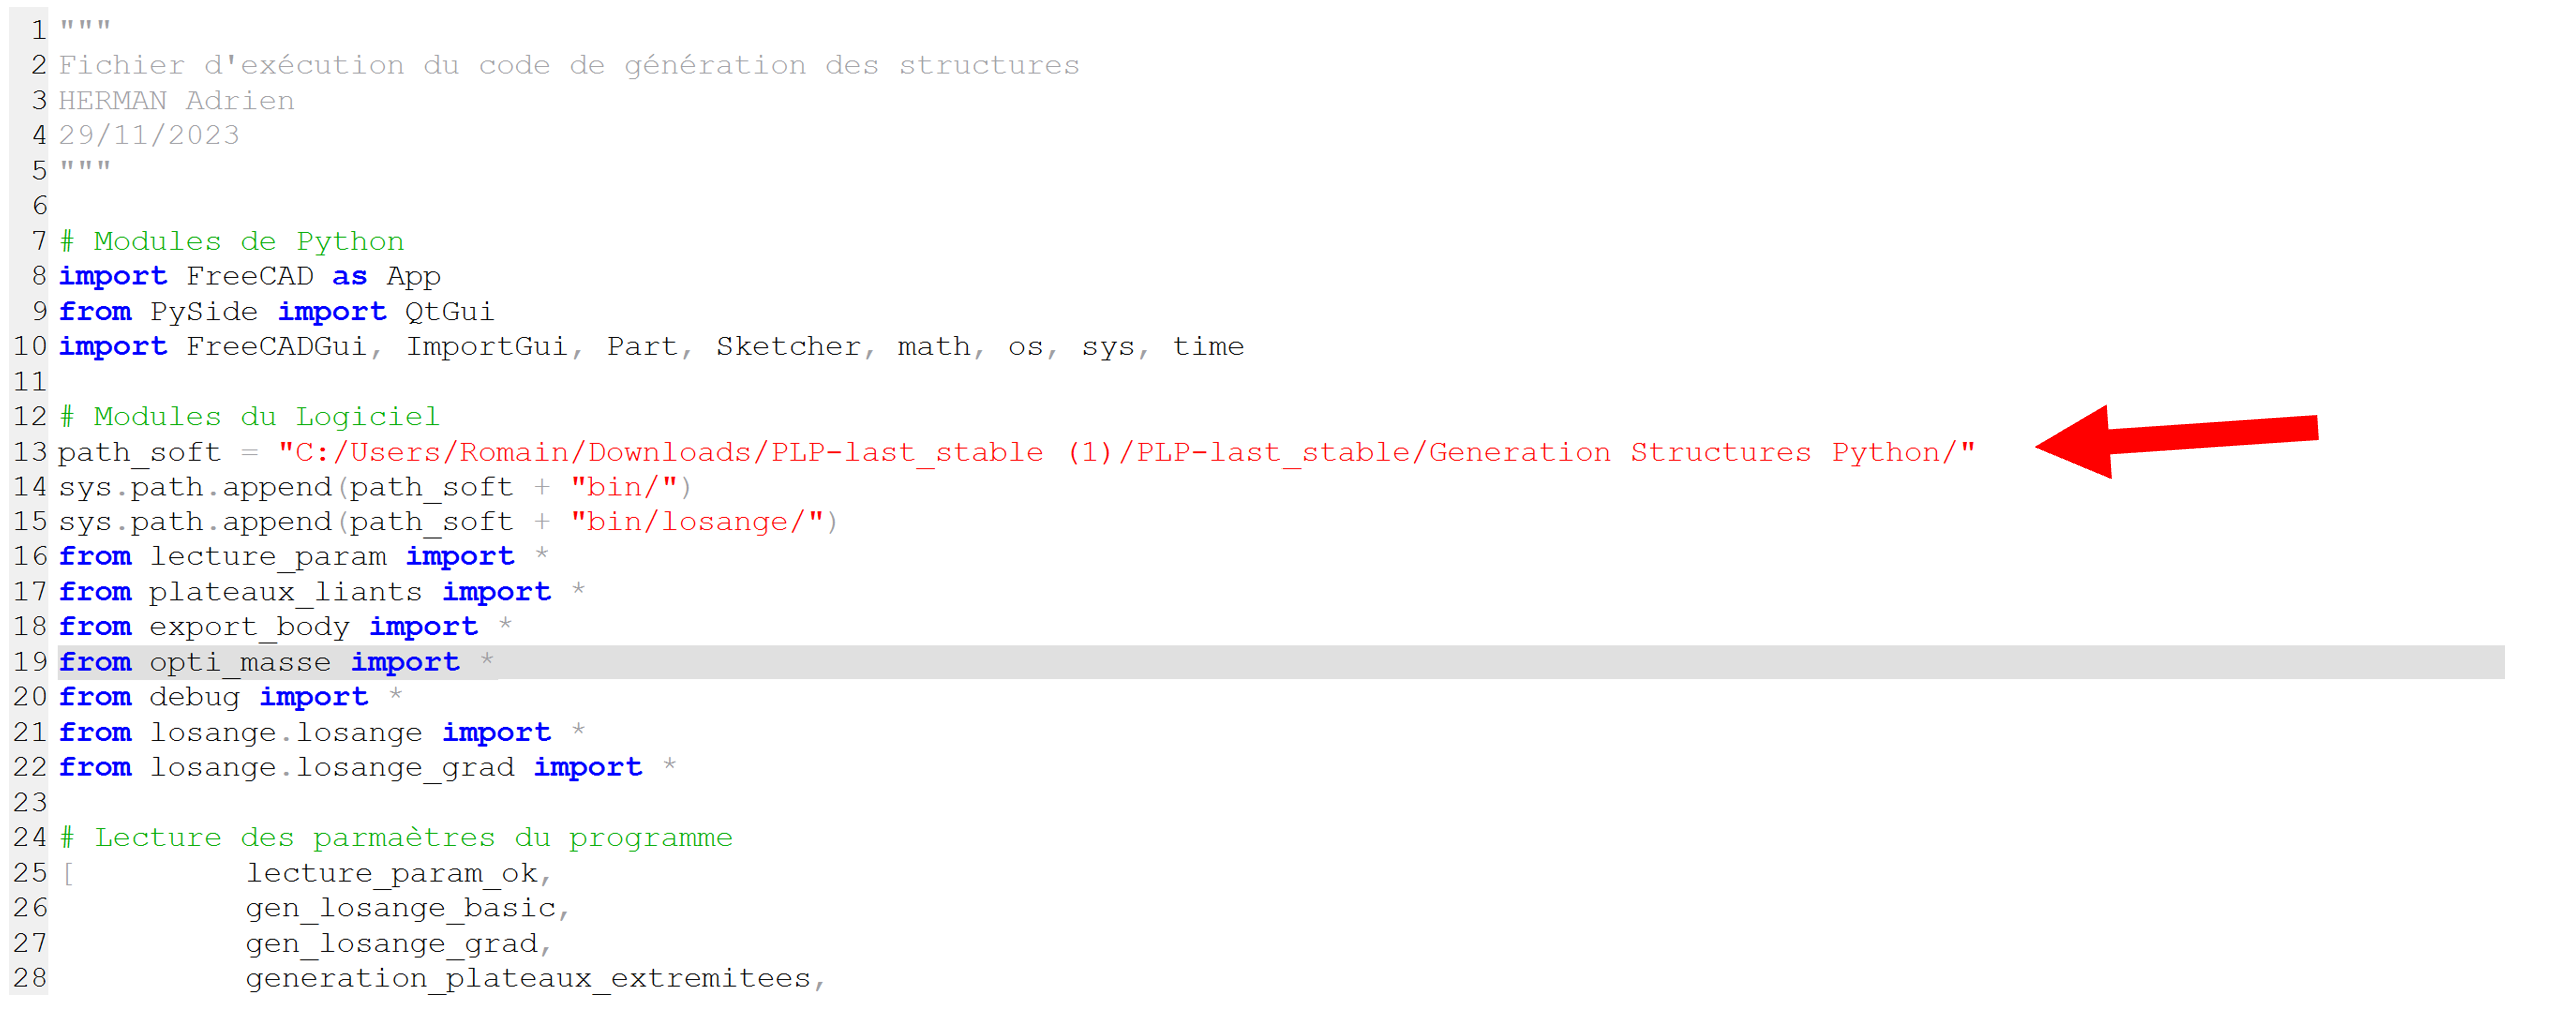 1 """
2 Fichier d'exécution du code de génération des structures
3 HERMAN Adrien
4 29/11/2023
5 """
6
7 # Modules de Python
8 import FreeCAD as App
9 from PySide import QtGui
10 import FreeCADGui, ImportGui, Part, Sketcher, math, os, sys, time
11
12 # Modules du Logiciel
13 path_soft = "C:/Users/Romain/Downloads/PLP-last_stable (1)/PLP-last_stable/Generation Structures Python/"
14 sys.path.append(path_soft + "bin/")
15 sys.path.append(path_soft + "bin/losange/")
16 from lecture_param import *
17 from plateaux_liants import *
18 from export_body import *
19 from opti_masse import *
20 from debug import *
21 from losange.losange import *
22 from losange.losange_grad import *
23
24 # Lecture des parmaètres du programme
25 [ lecture_param_ok,
26 gen_losange_basic,
27 gen_losange_grad,
28 generation_plateaux_extremitees,